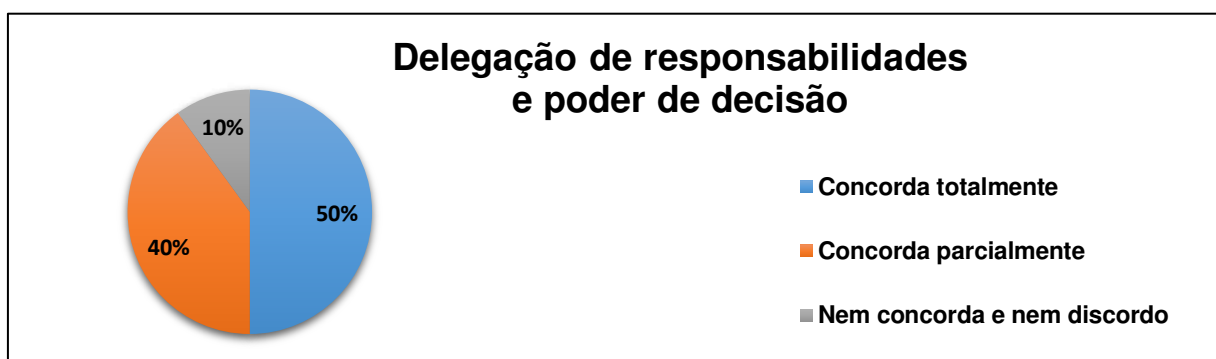 Delegação de responsabilidades
e poder de decisão
10%
50%
40%
Concorda totalmente
Concorda parcialmente
Nem concorda e nem discordo